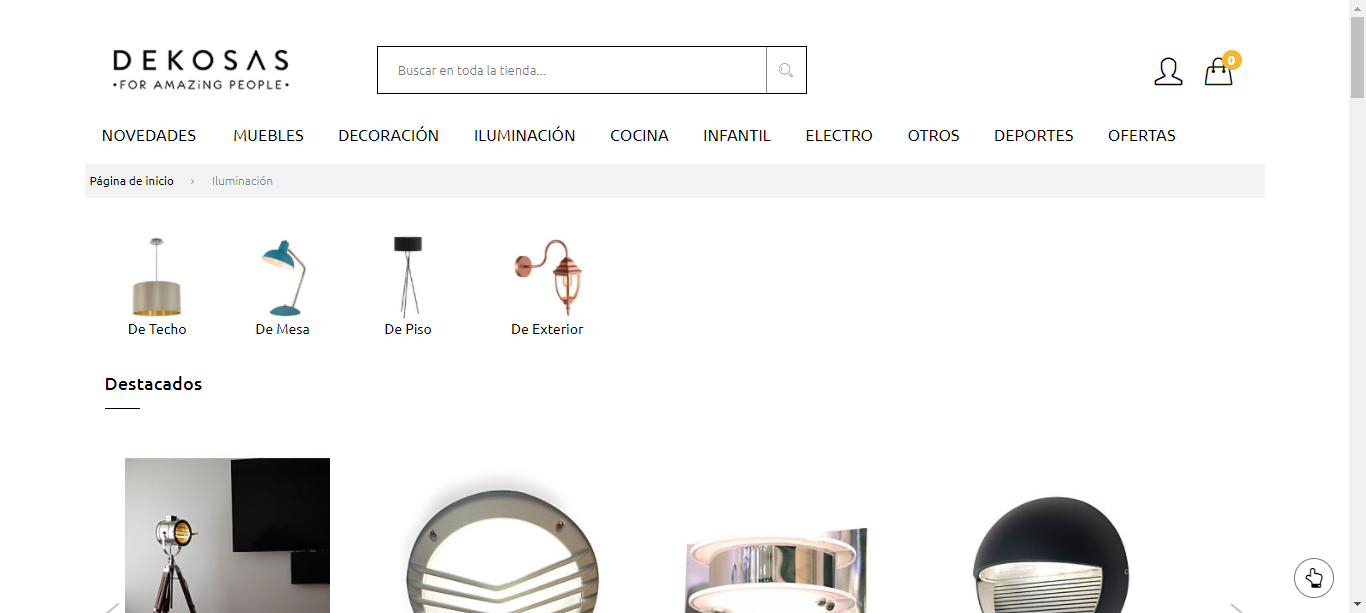 DEKOSAS
•FOR AMAZiNG PEOPLE•
Buscar en toda la tienda...
0
NOVEDADES MUEBLES DECORACIÓN ILUMINACIÓN COCINA INFANTIL ELECTRO OTROS DEPORTES OFERTAS
Página de inicio › Iluminación
De Techo De Mesa De Piso De Exterior
Destacados